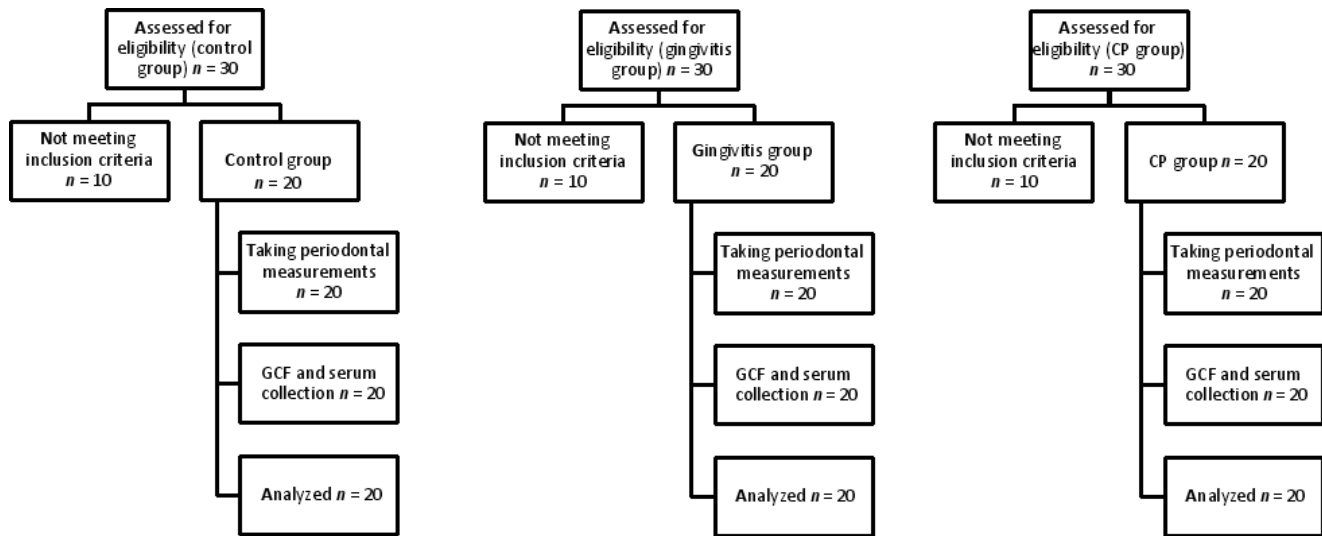 Assessed for
eligibility (control
group) n = 30
Not meeting
inclusion criteria
n = 10
Control group
n = 20
Taking periodontal
measurements
n = 20
GCF and serum
collection n = 20
Analyzed n = 20
Assessed for
eligibility (gingivitis
group) n = 30
Not meeting
inclusion criteria
n = 10
Gingivitis group
n = 20
Taking periodontal
measurements
n = 20
GCF and serum
collection n = 20
Analyzed n = 20
Assessed for
eligibility (CP group)
n = 30
Not meeting
inclusion criteria
n = 10
CP group n = 20
Taking periodontal
measurements
n = 20
GCF and serum
collection n = 20
Analyzed n = 20